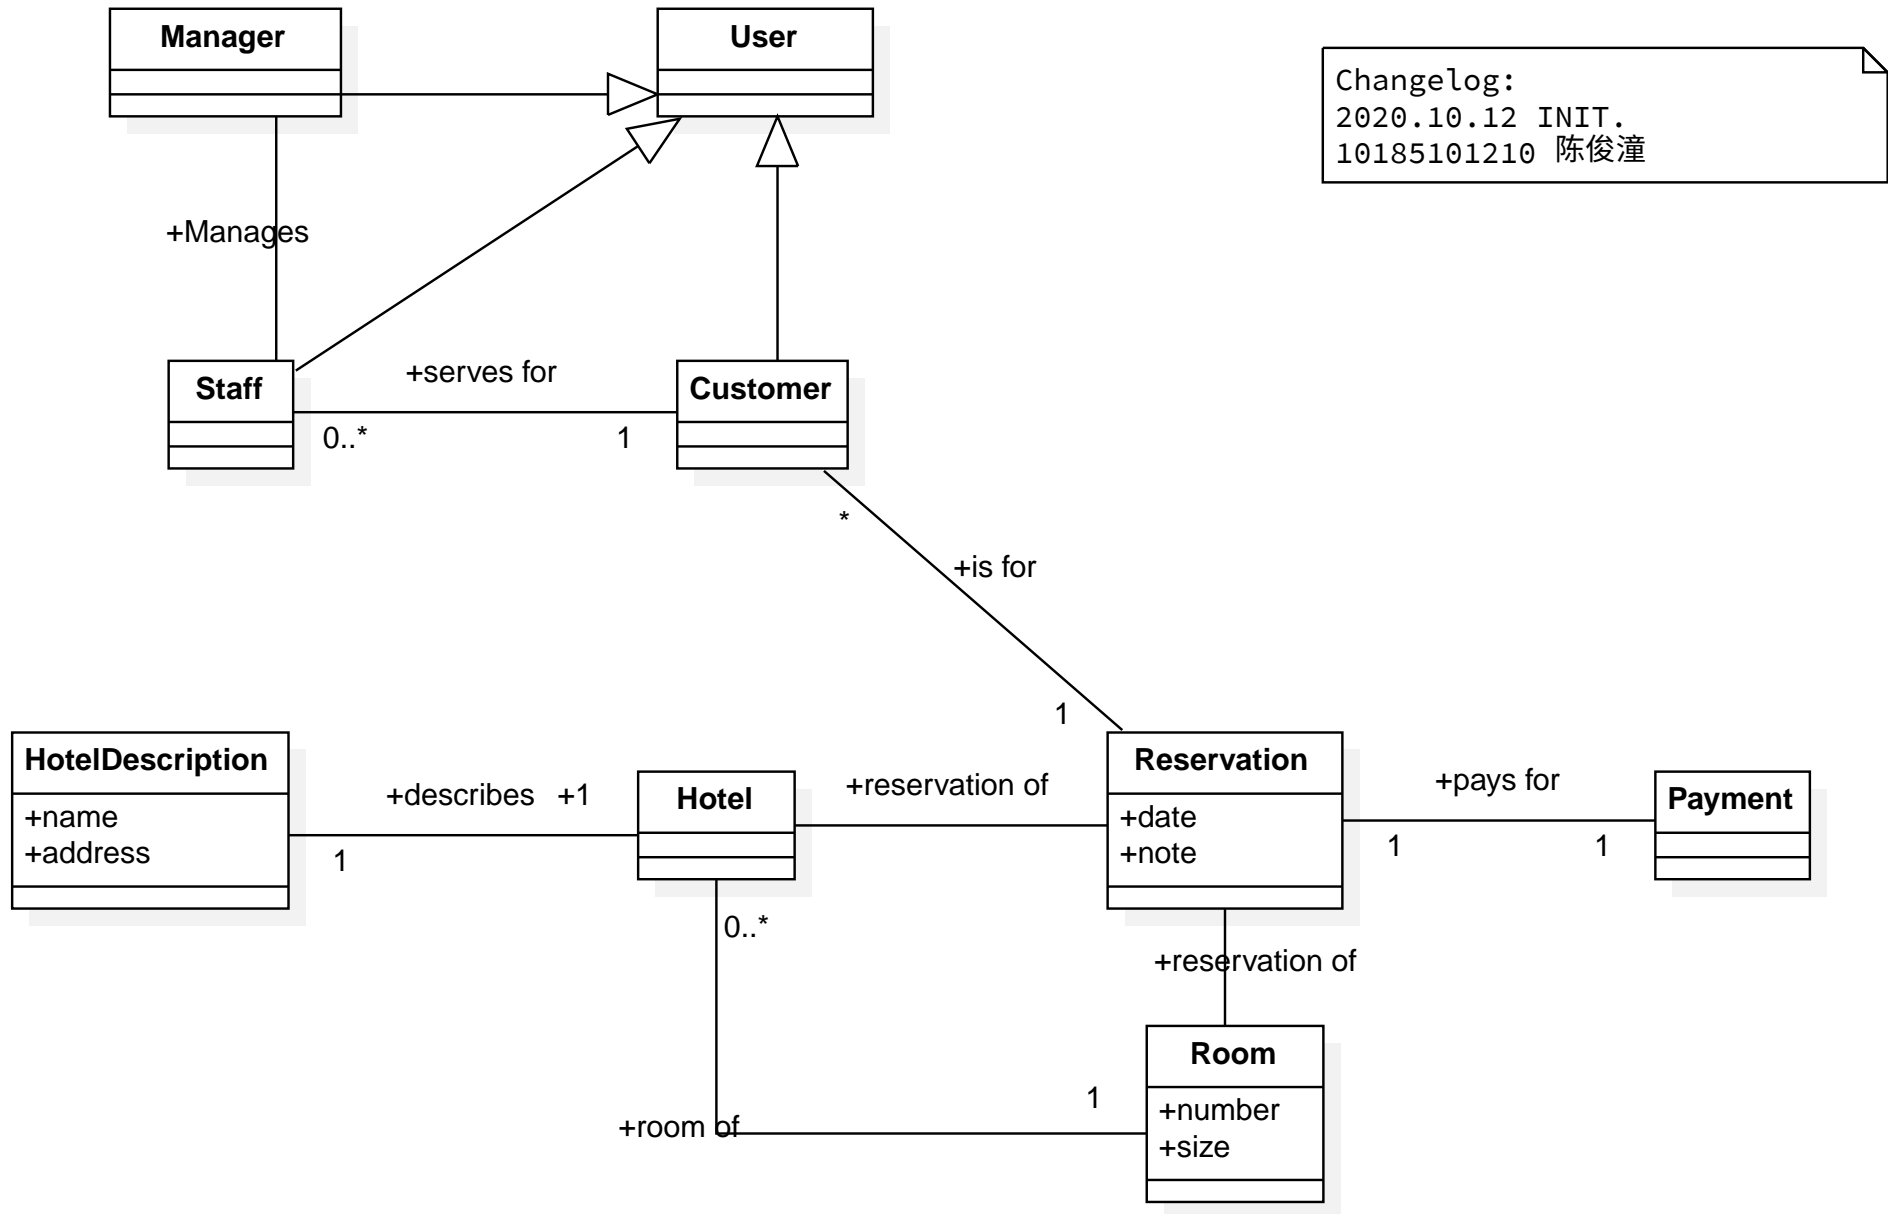 Manager
User
Changelog:
2020.10.12 INIT.
10185101210 陈俊潼
+Manages
Staff
+serves for
0..*
1
Customer
*
+is for
1
HotelDescription
+name
+address
+describes
+1
1
Hotel
+reservation of
Reservation
+date
+note
+pays for
1
1
Payment
0..*
+reservation of
+room of
1
Room
+number
+size